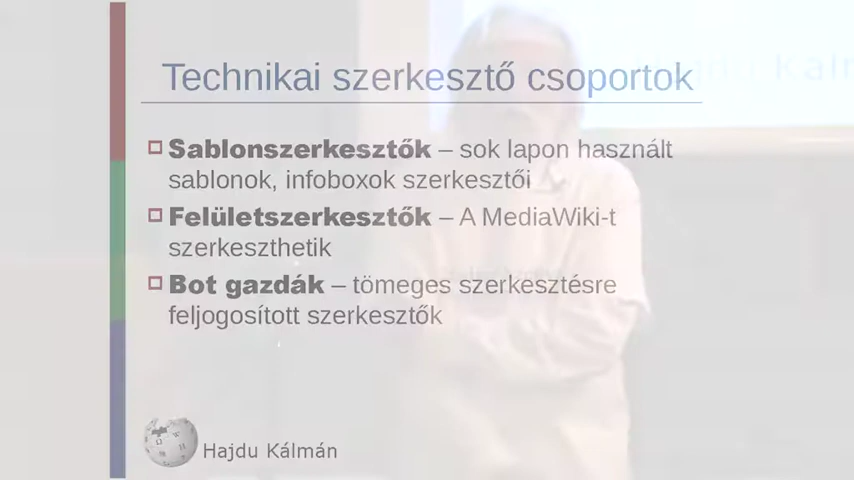 Technikai szerkesztő csoportok
Sablonszerkesztők – sok lapon használt
sablonok, infoboxok szerkesztői
Felületszerkesztők – A MediaWiki-t
szerkeszthetik
Bot gazdák – tömeges szerkesztésre
feljogosított szerkesztők
Hajdu Kálmán